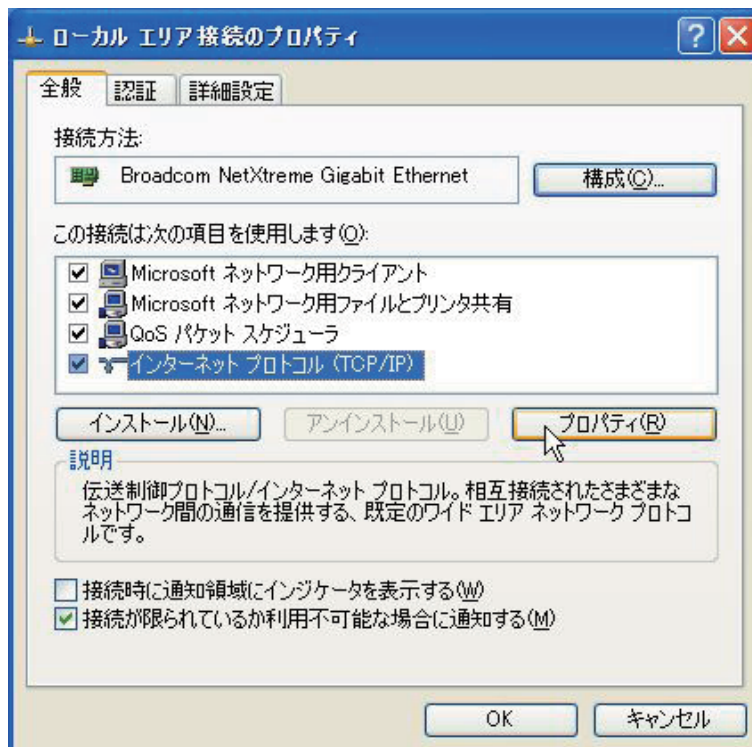 ローカル エリア接続のプロパティ
全般 認証 詳細設定
接続方法:
Broadcom NetXtreme Gigabit Ethernet 構成(C)...
この接続は次の項目を使用します(O):
Microsoft ネットワーク用クライアント
Microsoft ネットワーク用ファイルとプリンタ共有
QoS パケット スケジューラ
インターネット プロトコル (TCP/IP)
インストール(N)... アンインストール(U) プロパティ(R)
説明
伝送制御プロトコル/インターネット プロトコル。相互接続されたさまざまな
ネットワーク間の通信を提供する、既定のワイド エリア ネットワーク プロトコ
ルです。
接続時に通知領域にインジケータを表示する(W)
接続が限られているか利用不可能な場合に通知する(M)
OK キャンセル